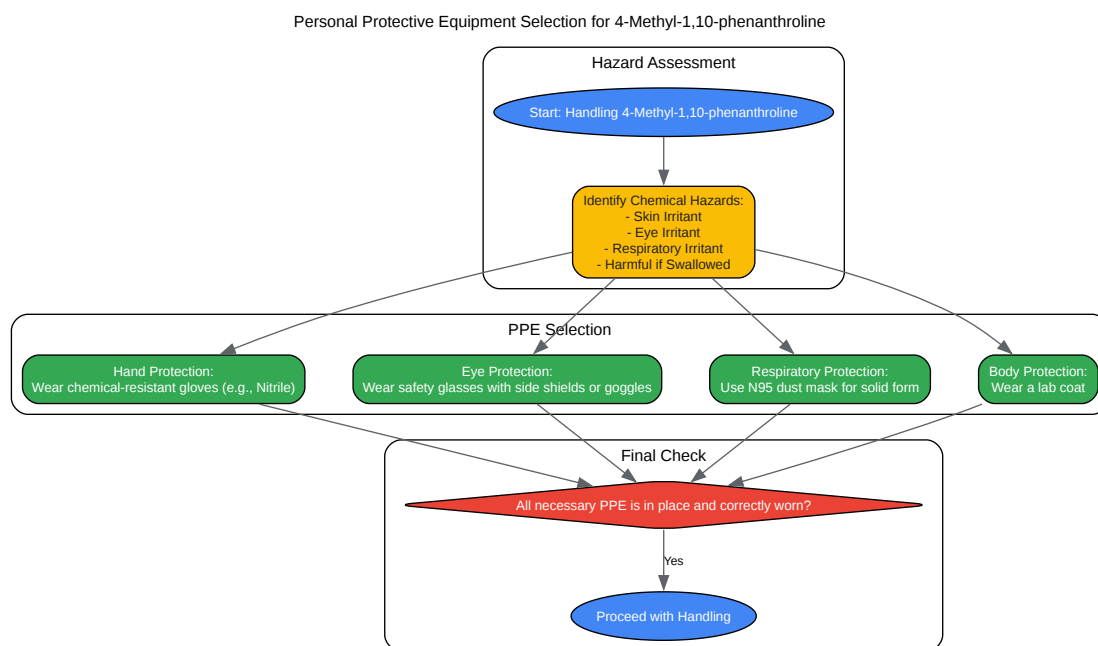 Personal Protective Equipment Selection for 4-Methyl-1,10-phenanthroline
Hazard Assessment
Start: Handling 4-Methyl-1,10-phenanthroline
Identify Chemical Hazards:
- Skin Irritant
- Eye Irritant
- Respiratory Irritant
- Harmful if Swallowed
PPE Selection
Hand Protection:
Wear chemical-resistant gloves (e.g., Nitrile)
Eye Protection:
Wear safety glasses with side shields or goggles
Respiratory Protection:
Use N95 dust mask for solid form
Body Protection:
Wear a lab coat
Final Check
All necessary PPE is in place and correctly worn?
Yes
Proceed with Handling